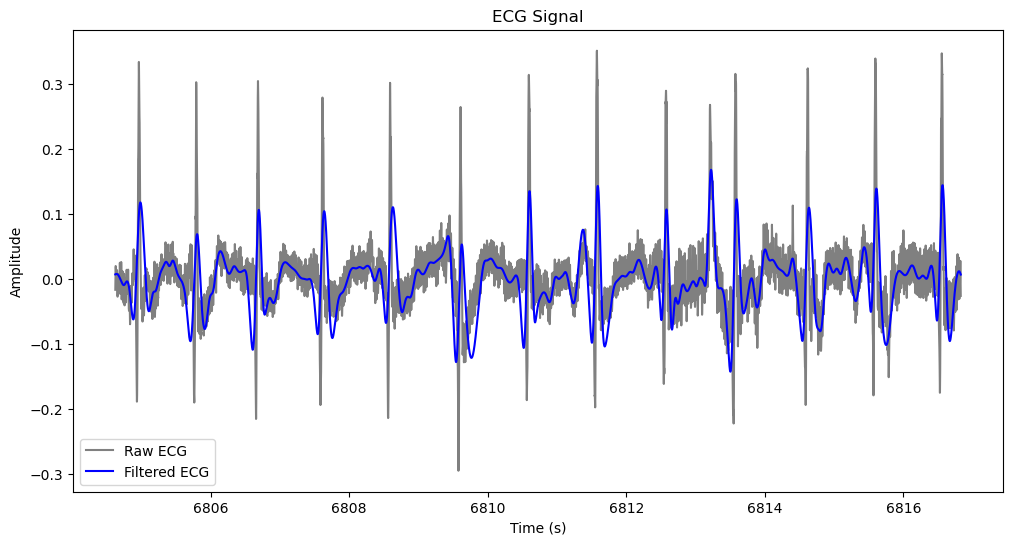 ECG Signal
Amplitude
0.3
0.2
0.1
0.0
−0.1
−0.2
−0.3
Raw ECG
Filtered ECG
6806 6808 6810 6812 6814 6816
Time (s)